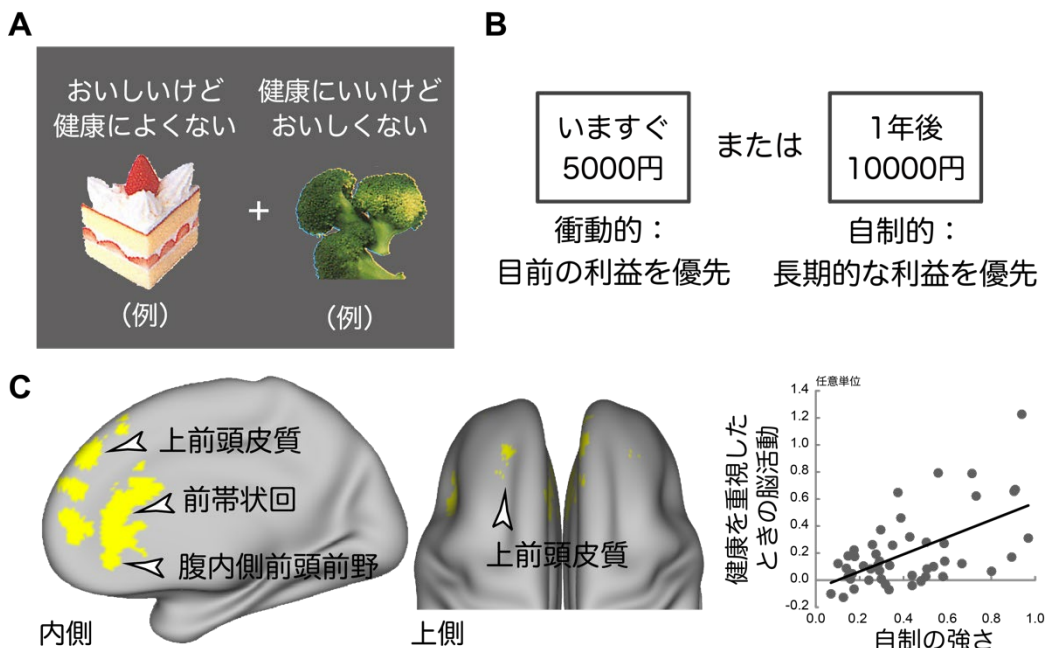 A
おいしいけど
健康によくない
健康にいいけど
おいしくない
+
(例)
(例)
B
いますぐ
5000円
または
1年後
10000円
衝動的：
目前の利益を優先
自制的：
長期的な利益を優先
C
上前頭皮質
前帯状回
腹内側前頭前野
内側
上前頭皮質
上側
任意単位
健康を重視した
ときの脳活動
1.4
1.2
1.0
0.8
0.6
0.4
0.2
0.0
-0.2
0.0 0.2 0.4 0.6 0.8 1.0
自制の強さ